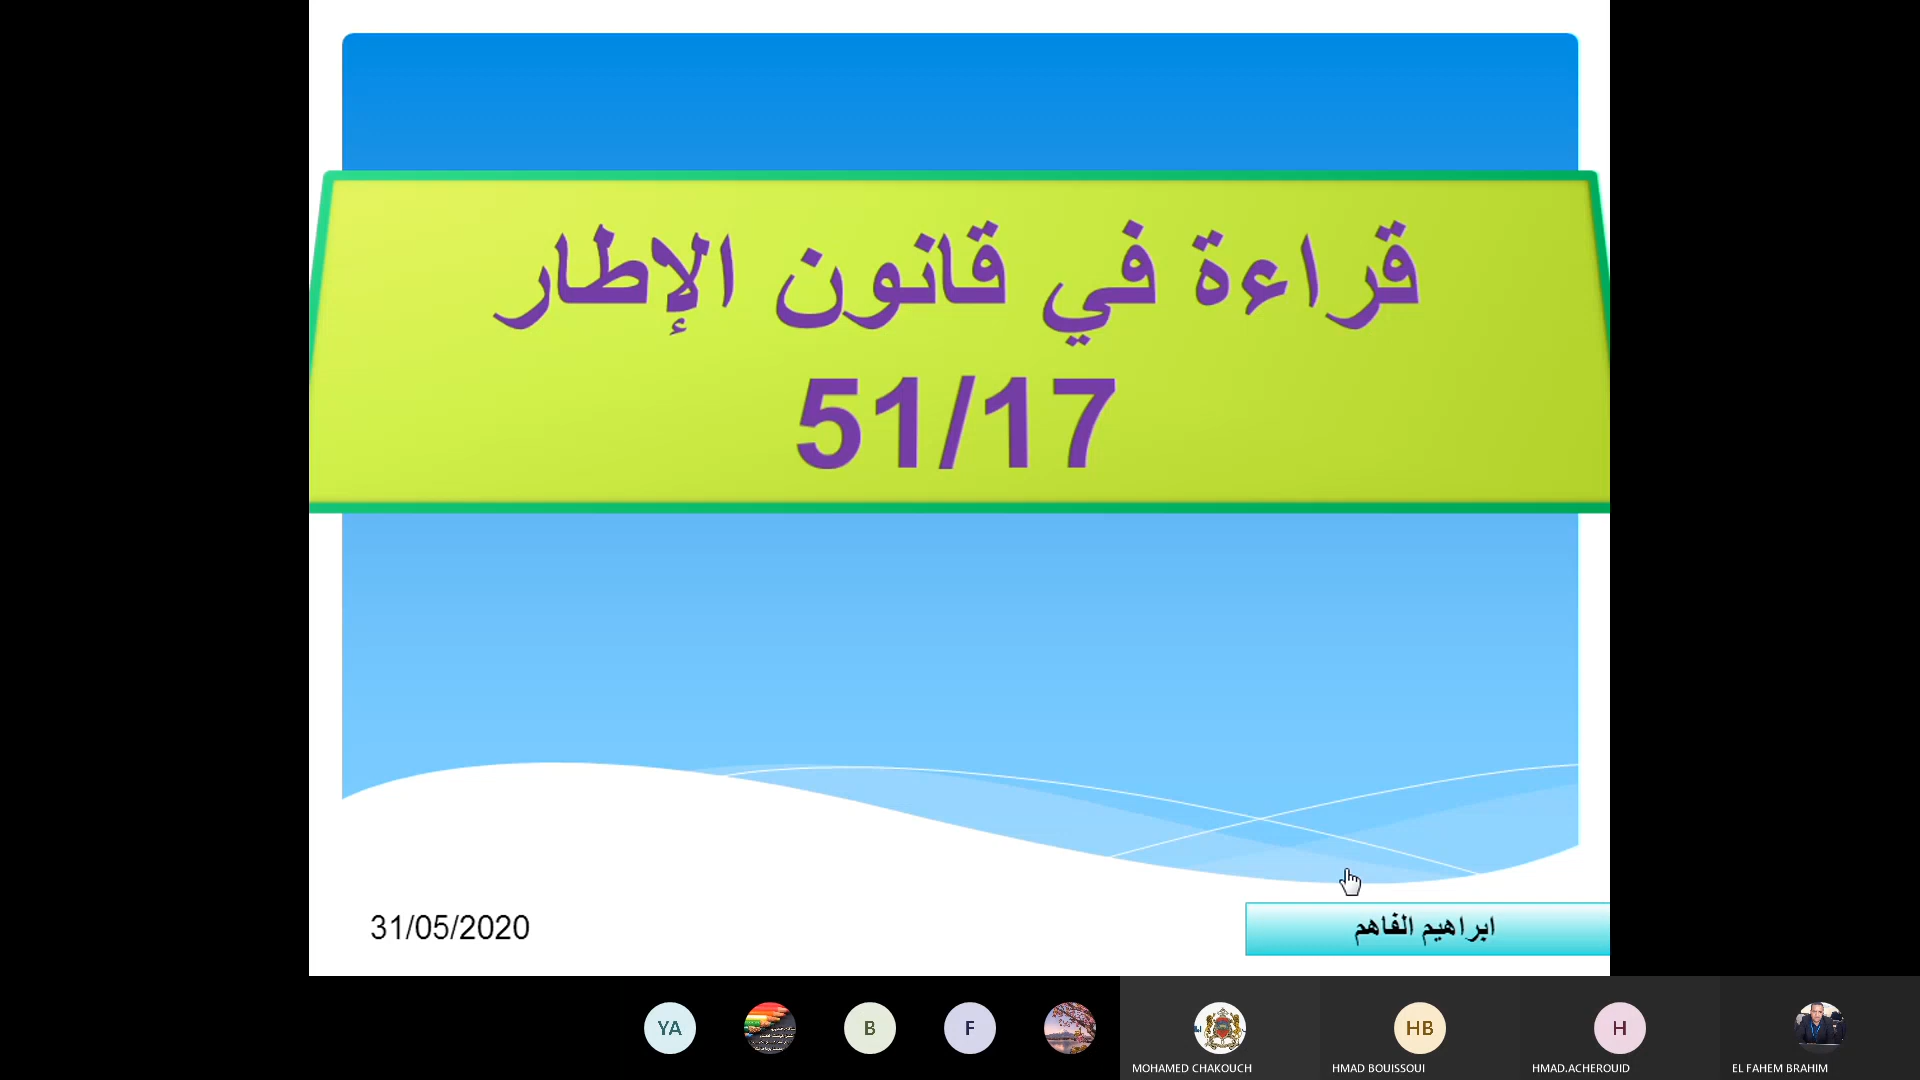 قراءة في قانون الإطار
51/17
31/05/2020
ابراهيم الفاهم
YA
B
F
HB
H
MOHAMED CHAKOUCH
HMAD BOUISSOUI
HMAD.ACHEROUID
EL FAHEM BRAHIM